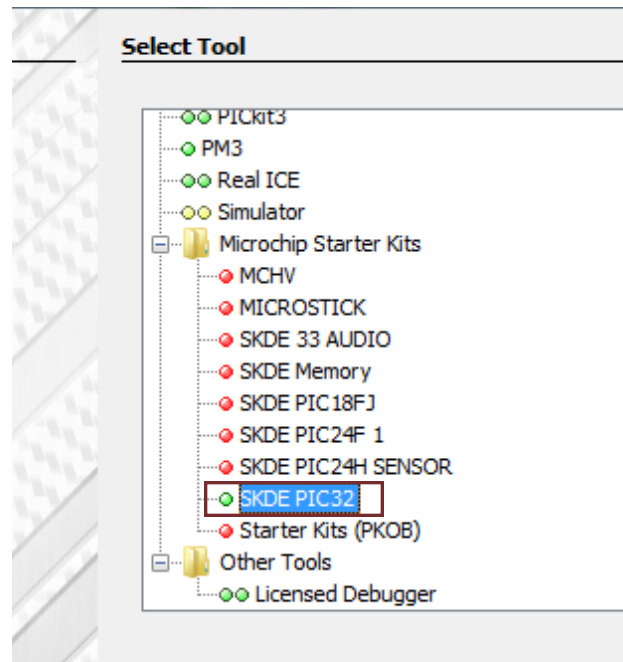 Select Tool
PICkit3
PM3
Real ICE
Simulator
Microchip Starter Kits
MCHV
MICROSTICK
SKDE 33 AUDIO
SKDE Memory
SKDE PIC18FJ
SKDE PIC24F 1
SKDE PIC24H SENSOR
SKDE PIC32
Starter Kits (PKOB)
Other Tools
Licensed Debugger